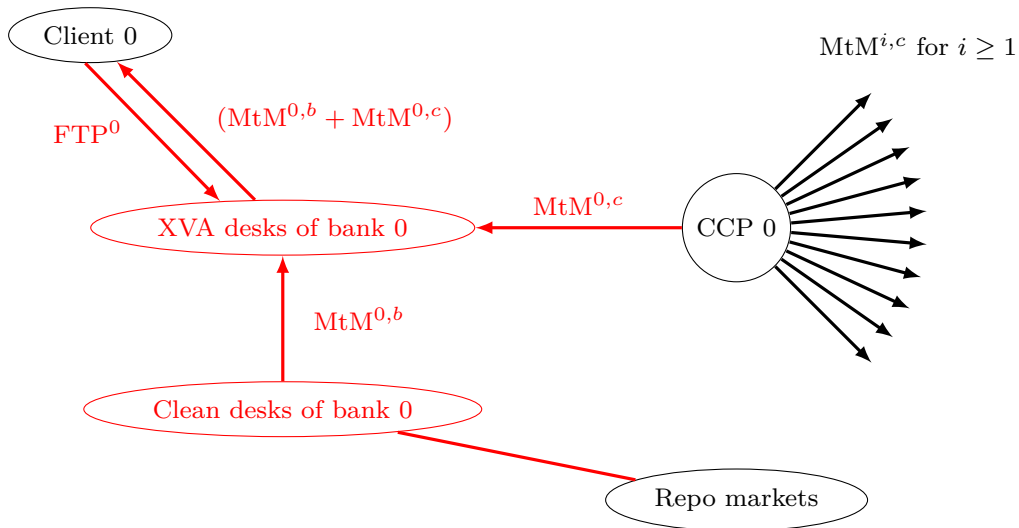 Client 0
MtM^{i,c} for i ≥ 1
FTP^0
(MtM^{0,b} + MtM^{0,c})
XVA desks of bank 0
MtM^{0,c}
CCP 0
MtM^{0,b}
Clean desks of bank 0
Repo markets